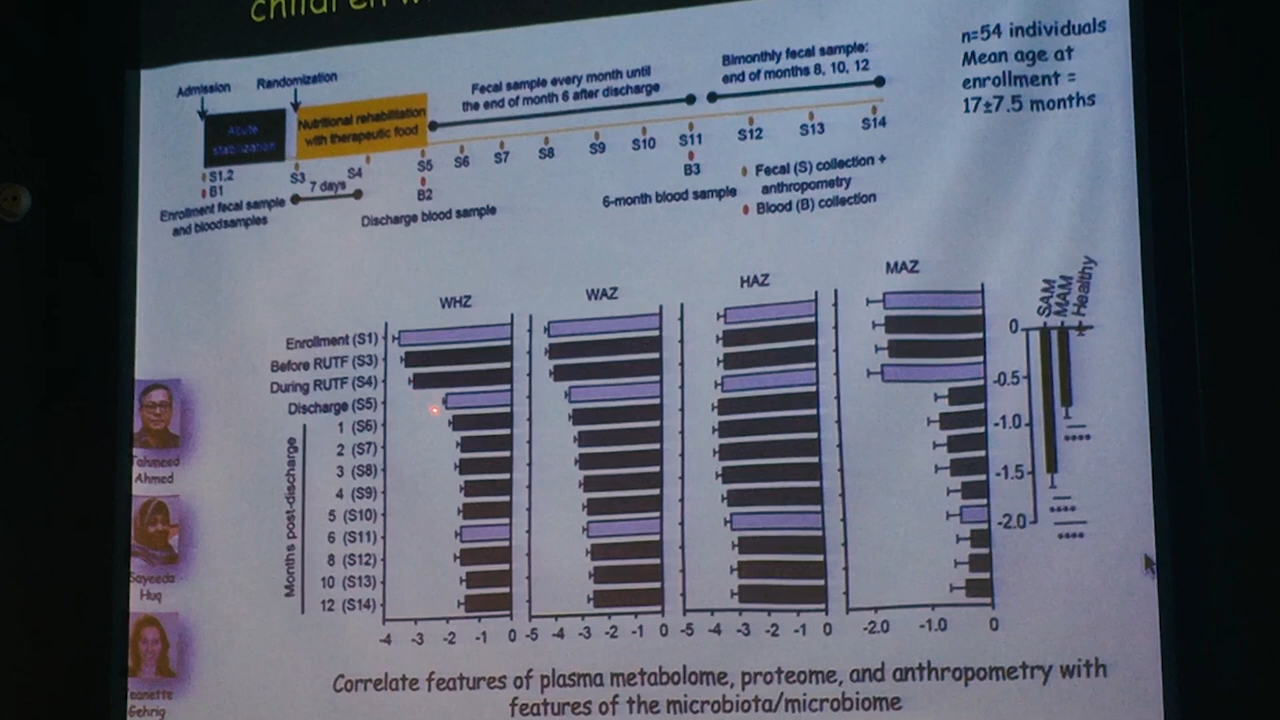 n=54 individuals
Mean age at
enrollment =
17±7.5 months
Admission
Randomization
Fecal sample every month until
the end of month 6 after discharge
Bimonthly fecal sample:
end of months 8, 10, 12
Acute
stabilization
Nutritional rehabilitation
with therapeutic food
S1,2
B1
S3
S4
S5
S6
S7
S8
S9
S10
S11
S12
S13
S14
7 days
B2
B3
Enrollment fecal sample
and bloodsamples
Discharge blood sample
6-month blood sample
Fecal (S) collection +
anthropometry
Blood (B) collection
WHZ
WAZ
HAZ
MAZ
SAM
MAM
Healthy
Enrollment (S1)
Before RUTF (S3)
During RUTF (S4)
Discharge (S5)
1 (S6)
2 (S7)
3 (S8)
4 (S9)
5 (S10)
6 (S11)
8 (S12)
10 (S13)
12 (S14)
Months post-discharge
-4 -3 -2 -1 0
-5 -4 -3 -2 -1 0
-5 -4 -3 -2 -1 0
-2.0 -1.0 0
0
-0.5
-1.0
-1.5
-2.0
****
****
****
Tahmeed
Ahmed
Sayeeda
Huq
Jeanette
Gehrig
Correlate features of plasma metabolome, proteome, and anthropometry with
features of the microbiota/microbiome